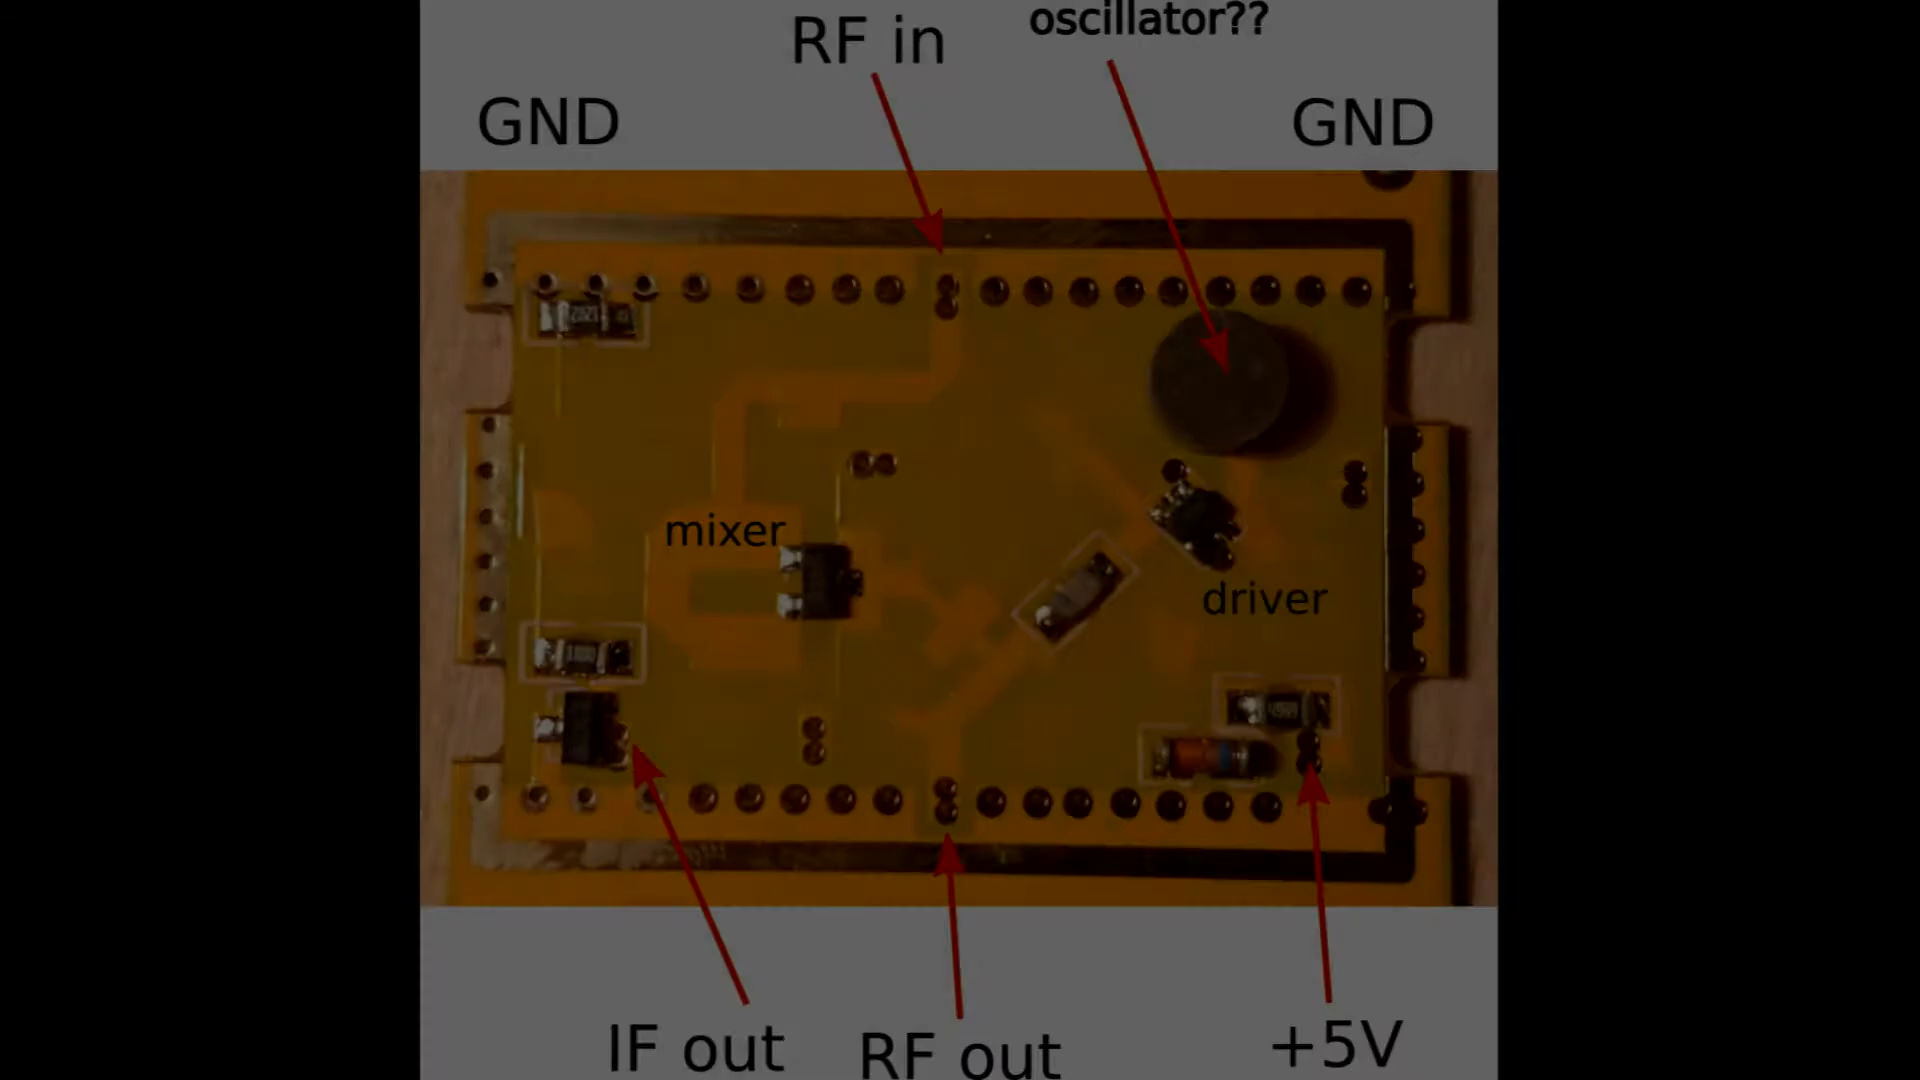 oscillator??
RF in
GND
GND
mixer
driver
IF out
RF out
+5V